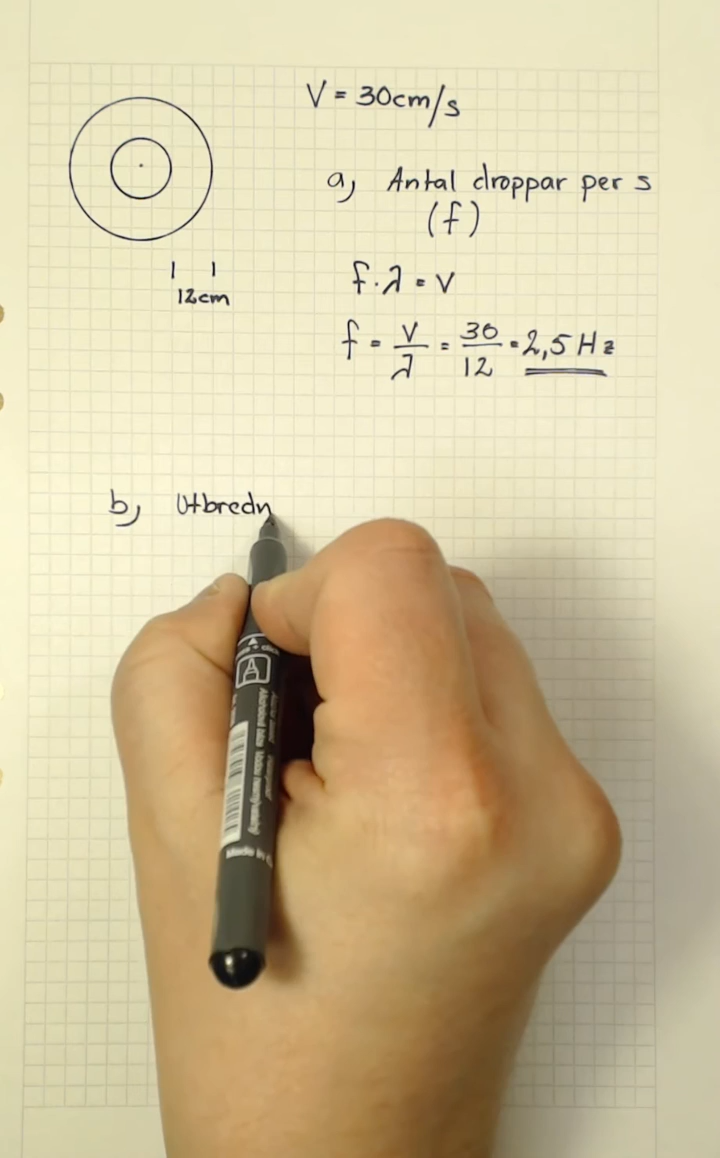 V = 30cm/s
a) Antal droppar per s
(f)
f · λ = v
12cm
f = v/λ = 30/12 = 2,5 Hz
b) Utbredn